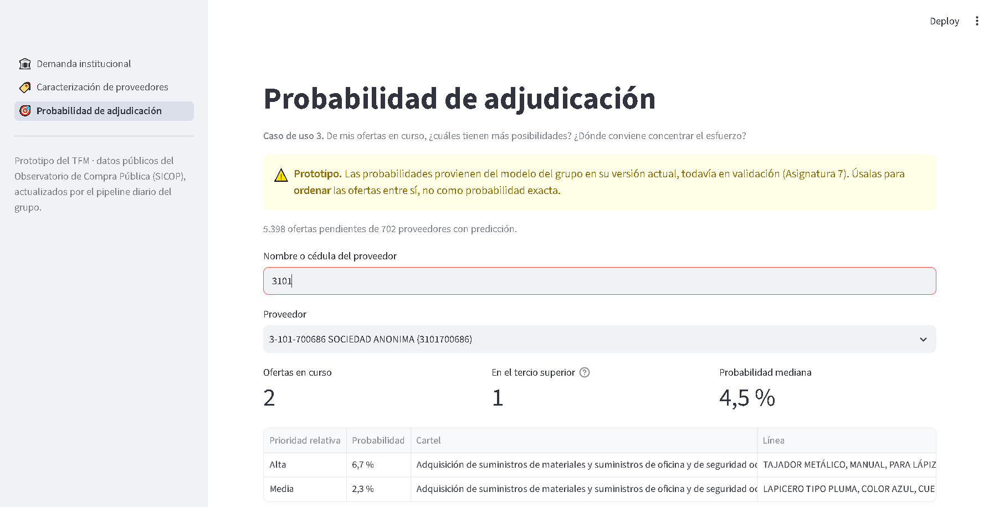 Deploy
Demanda institucional
Caracterización de proveedores
Probabilidad de adjudicación
Prototipo del TFM · datos públicos del
Observatorio de Compra Pública (SICOP),
actualizados por el pipeline diario del
grupo.
Probabilidad de adjudicación
Caso de uso 3. De mis ofertas en curso, ¿cuáles tienen más posibilidades? ¿Dónde conviene concentrar el esfuerzo?
Prototipo. Las probabilidades provienen del modelo del grupo en su versión actual, todavía en validación (Asignatura 7). Úsalas para
ordenar las ofertas entre sí, no como probabilidad exacta.
5.398 ofertas pendientes de 702 proveedores con predicción.
Nombre o cédula del proveedor
3101
Proveedor
3-101-700686 SOCIEDAD ANONIMA (3101700686)
Ofertas en curso En el tercio superior Probabilidad mediana
2 1 4,5 %
Prioridad relativa Probabilidad Cartel Línea
Alta 6,7 % Adquisición de suministros de materiales y suministros de oficina y de seguridad oc TAJADOR METÁLICO, MANUAL, PARA LÁPIZ
Media 2,3 % Adquisición de suministros de materiales y suministros de oficina y de seguridad oc LAPICERO TIPO PLUMA, COLOR AZUL, CUE